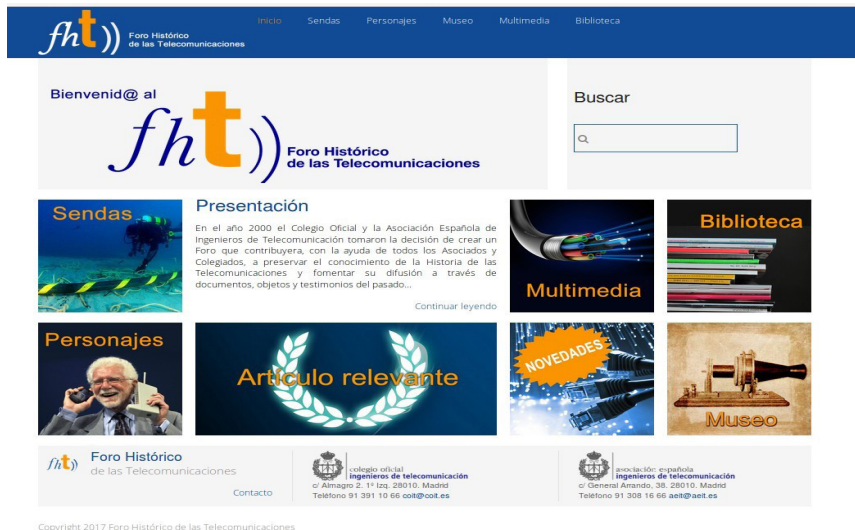 fht)) Foro Histórico
de las Telecomunicaciones
Inicio Sendas Personajes Museo Multimedia Biblioteca
Bienvenid@ al
fht)) Foro Histórico
de las Telecomunicaciones
Buscar
Sendas
Presentación
En el año 2000 el Colegio Oficial y la Asociación Española de
Ingenieros de Telecomunicación tomaron la decisión de crear un
Foro que contribuyera, con la ayuda de todos los Asociados y
Colegiados, a preservar el conocimiento de la Historia de las
Telecomunicaciones y fomentar su difusión a través de
documentos, objetos y testimonios del pasado...
Continuar leyendo
Multimedia
Biblioteca
Personajes
Artículo relevante
NOVEDADES
Museo
fht)) Foro Histórico
de las Telecomunicaciones
Contacto
colegio oficial
ingenieros de telecomunicación
c/ Almagro 2. 1º Izq. 28010. Madrid
Teléfono 91 391 10 66 coit@coit.es
asociación española
ingenieros de telecomunicación
c/ General Arrando, 38. 28010. Madrid
Teléfono 91 308 16 66 aeit@aeit.es
Copyright 2017 Foro Histórico de las Telecomunicaciones